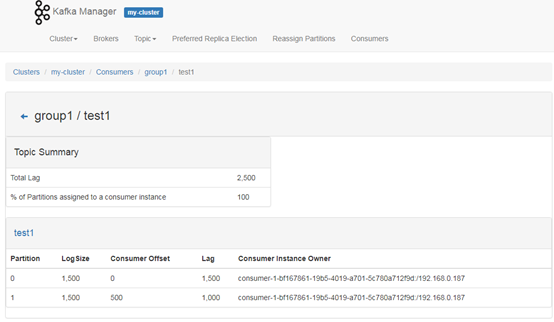 Kafka Manager my-cluster
Cluster Brokers Topic Preferred Replica Election Reassign Partitions Consumers
Clusters / my-cluster / Consumers / group1 / test1
← group1 / test1
Topic Summary
Total Lag 2,500
% of Partitions assigned to a consumer instance 100
test1
Partition LogSize Consumer Offset Lag Consumer Instance Owner
0 1,500 0 1,500 consumer-1-bf167861-19b5-4019-a701-5c780a712f9d:/192.168.0.187
1 1,500 500 1,000 consumer-1-bf167861-19b5-4019-a701-5c780a712f9d:/192.168.0.187